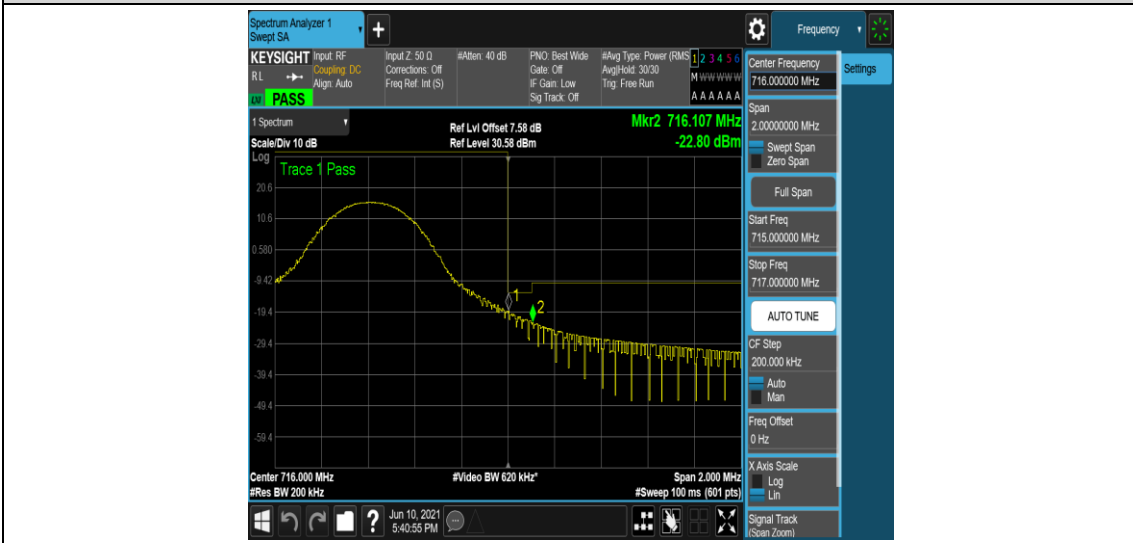 Spectrum Analyzer 1
Swept SA
+
Frequency
KEYSIGHT
RL
LXI PASS
Input: RF
Coupling: DC
Align: Auto
Input Z: 50 Ω
Corrections: Off
Freq Ref: Int (S)
#Atten: 40 dB
PNO: Best Wide
Gate: Off
IF Gain: Low
Sig Track: Off
#Avg Type: Power (RMS
Avg|Hold: 30/30
Trig: Free Run
1 2 3 4 5 6
M W W W W W
A A A A A A
1 Spectrum
Scale/Div 10 dB
Ref Lvl Offset 7.58 dB
Ref Level 30.58 dBm
Mkr2 716.107 MHz
-22.80 dBm
Log
Trace 1 Pass
20.6
10.6
0.580
-9.42
-19.4
-29.4
-39.4
-49.4
-59.4
1
2
Center 716.000 MHz
#Res BW 200 kHz
#Video BW 620 kHz*
Span 2.000 MHz
#Sweep 100 ms (601 pts)
?
Jun 10, 2021
5:40:55 PM
Center Frequency
716.000000 MHz
Settings
Span
2.00000000 MHz
Swept Span
Zero Span
Full Span
Start Freq
715.000000 MHz
Stop Freq
717.000000 MHz
AUTO TUNE
CF Step
200.000 kHz
Auto
Man
Freq Offset
0 Hz
X Axis Scale
Log
Lin
Signal Track
(Span Zoom)